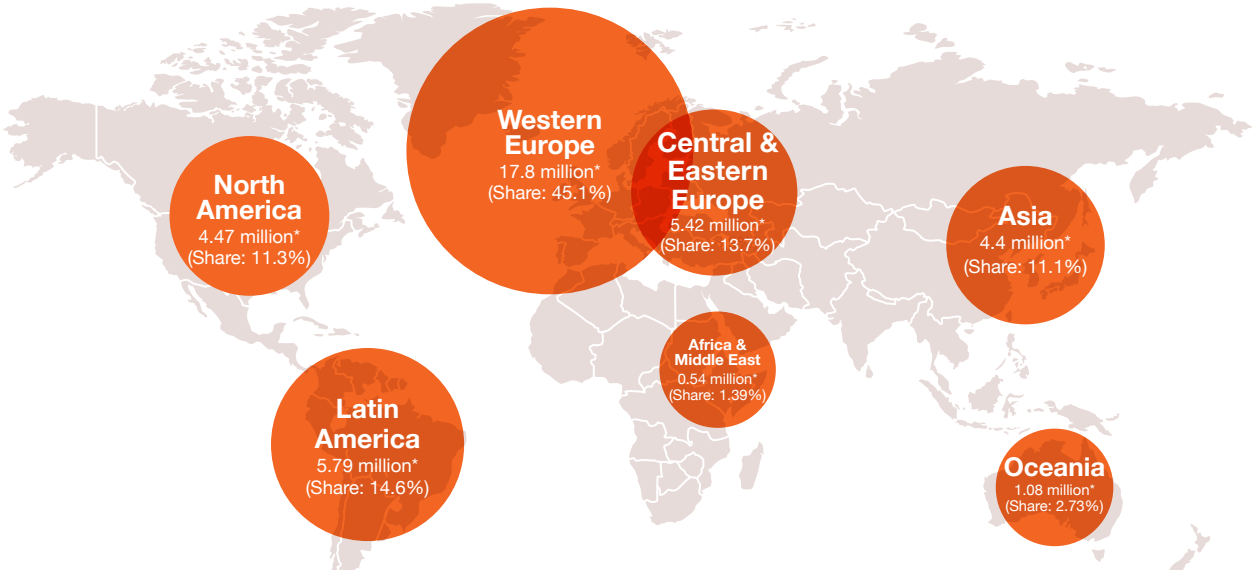 Western
Europe
17.8 million*
(Share: 45.1%)
Central &
Eastern
Europe
5.42 million*
(Share: 13.7%)
North
America
4.47 million*
(Share: 11.3%)
Asia
4.4 million*
(Share: 11.1%)
Africa &
Middle East
0.54 million*
(Share: 1.39%)
Latin
America
5.79 million*
(Share: 14.6%)
Oceania
1.08 million*
(Share: 2.73%)